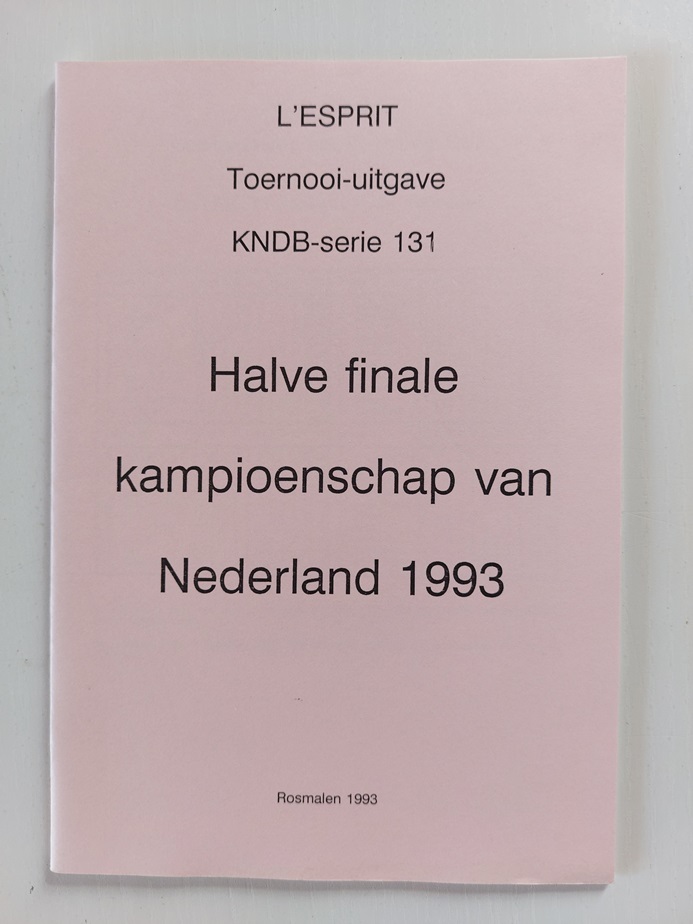 L'ESPRIT
Toernooi-uitgave
KNDB-serie 131
Halve finale
kampioenschap van
Nederland 1993
Rosmalen 1993